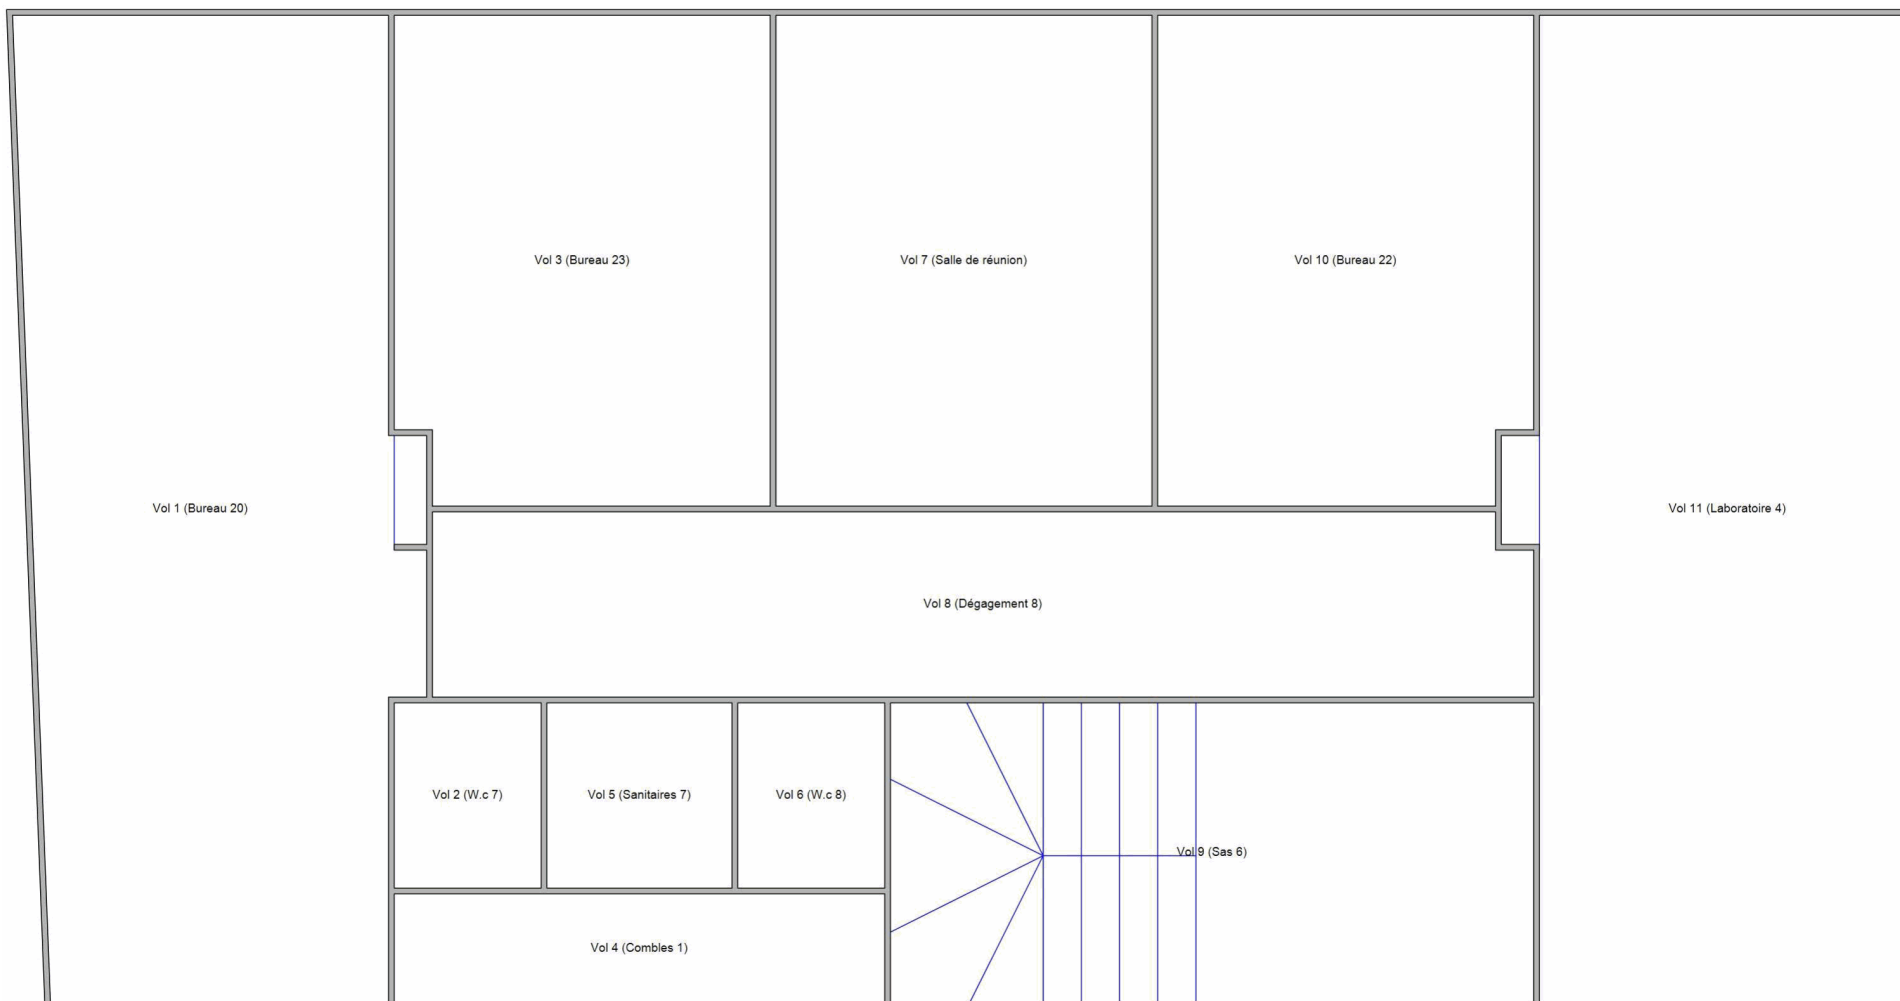 Vol 3 (Bureau 23)
Vol 7 (Salle de réunion)
Vol 10 (Bureau 22)
Vol 1 (Bureau 20)
Vol 11 (Laboratoire 4)
Vol 8 (Dégagement 8)
Vol 2 (W.c 7)
Vol 5 (Sanitaires 7)
Vol 6 (W.c 8)
Vol 9 (Sas 6)
Vol 4 (Combles 1)